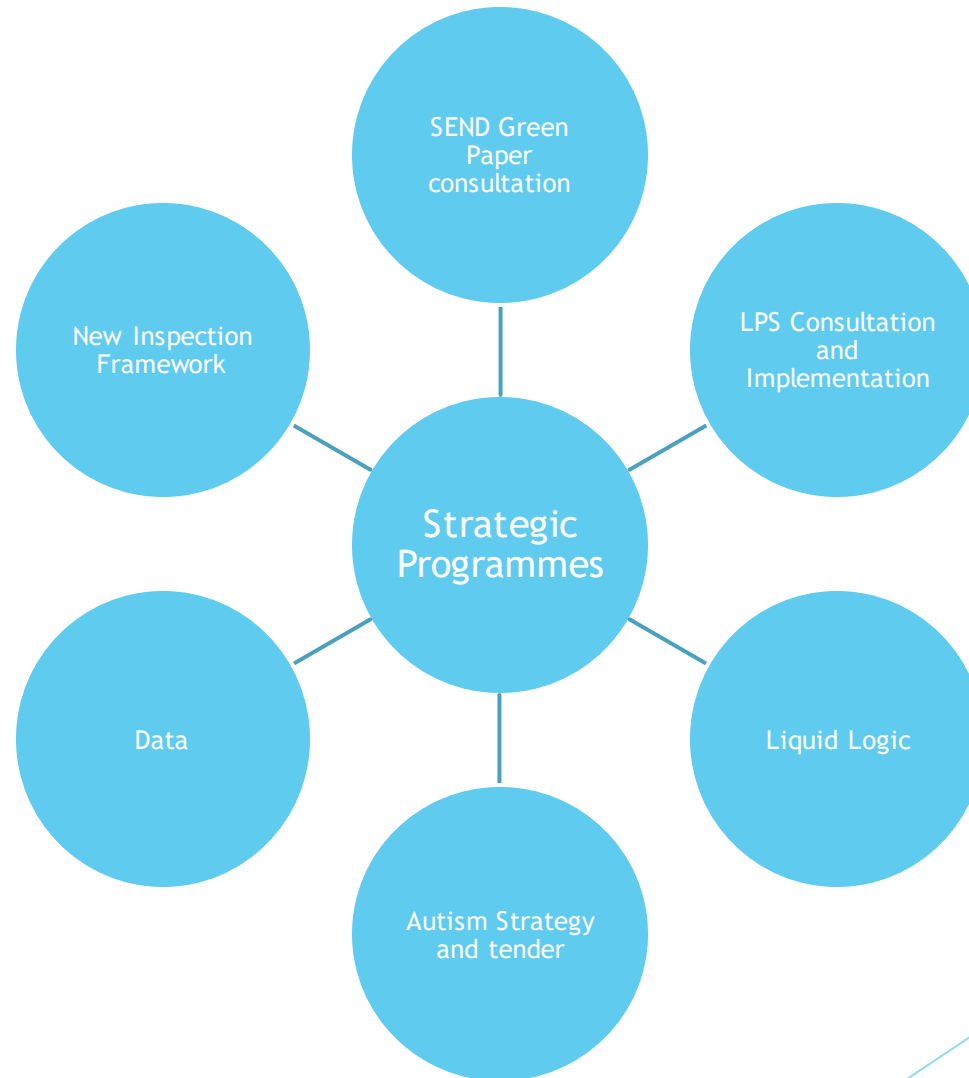 SEND Green
Paper
consultation
New Inspection
Framework
LPS Consultation
and
Implementation
Strategic
Programmes
Data
Liquid Logic
Autism Strategy
and tender